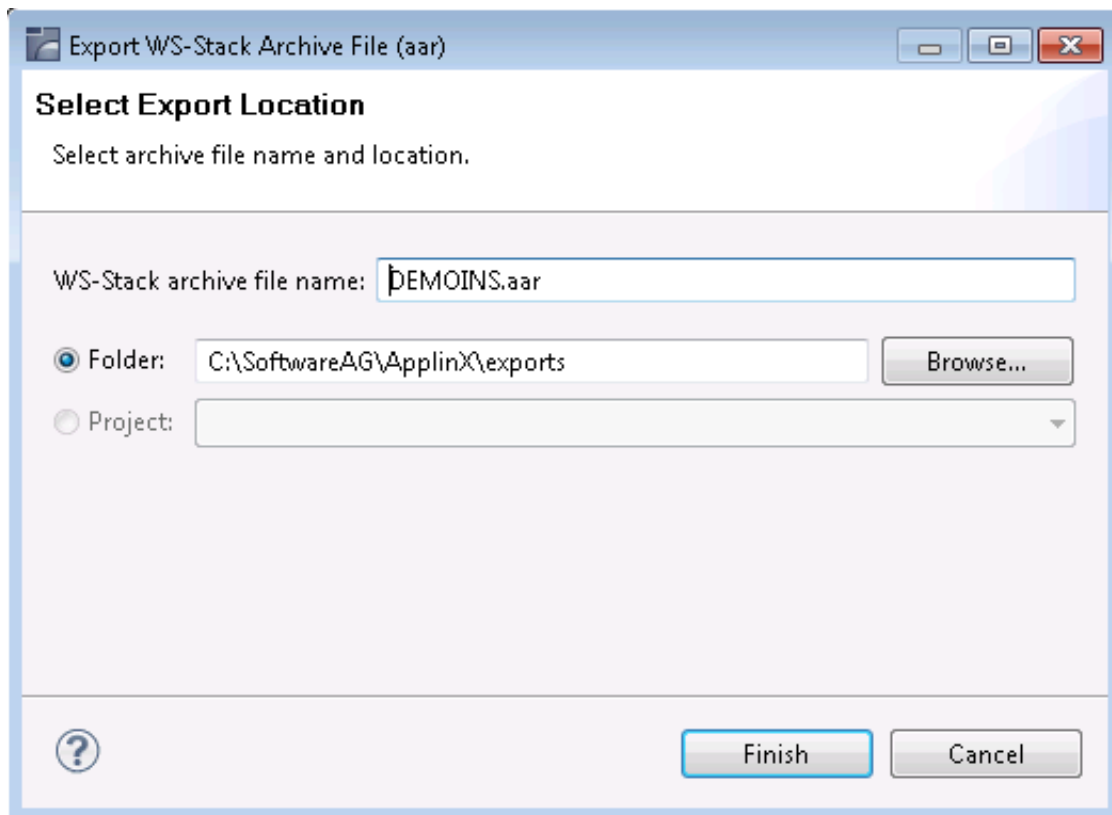 Export WS-Stack Archive File (aar)
Select Export Location
Select archive file name and location.
WS-Stack archive file name: DEMOINS.aar
Folder: C:\SoftwareAG\ApplinX\exports Browse...
Project:
? Finish Cancel